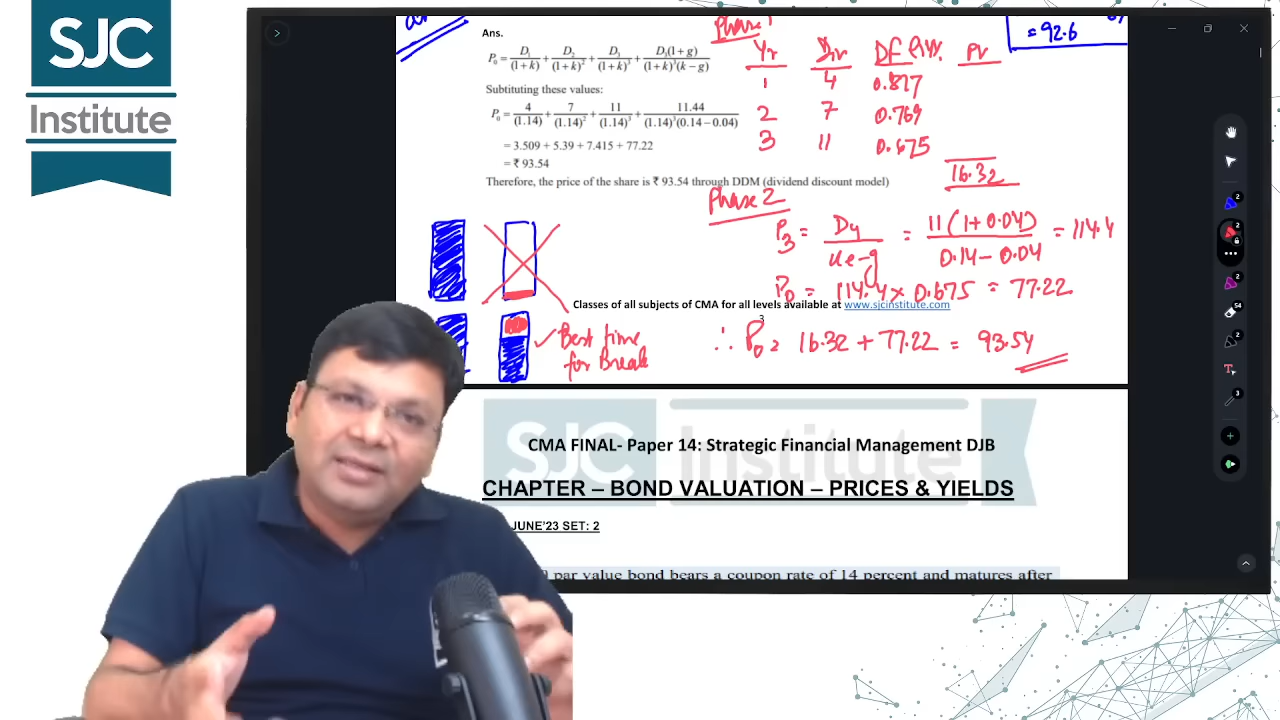 SJC
Institute
= 92.6
Ans.
P₀ = D₁/(1+k) + D₂/(1+k)² + D₃/(1+k)³ + D₃(1+g)/(1+k)³(k−g)
Subtituting these values:
P₀ = 4/(1.14) + 7/(1.14)² + 11/(1.14)³ + 11.44/(1.14)³(0.14−0.04)
= 3.509 + 5.39 + 7.415 + 77.22
= ₹ 93.54
Therefore, the price of the share is ₹ 93.54 through DDM (dividend discount model)
Phase 1
Yr Div DF PV
1 4 0.877
2 7 0.769
3 11 0.675
16.32
Phase 2
P₃ = D₄/(Ke-g) = 11(1+0.04)/(0.14-0.04) = 114.4
P₀ = 114.4 × 0.675 = 77.22
Classes of all subjects of CMA for all levels available at www.sjcinstitute.com
3
Best time
for Break
∴ P₀ = 16.32 + 77.22 = 93.54
SJC institute
CMA FINAL- Paper 14: Strategic Financial Management DJB
CHAPTER – BOND VALUATION – PRICES & YIELDS
JUNE'23 SET: 2
par value bond bears a coupon rate of 14 percent and matures after